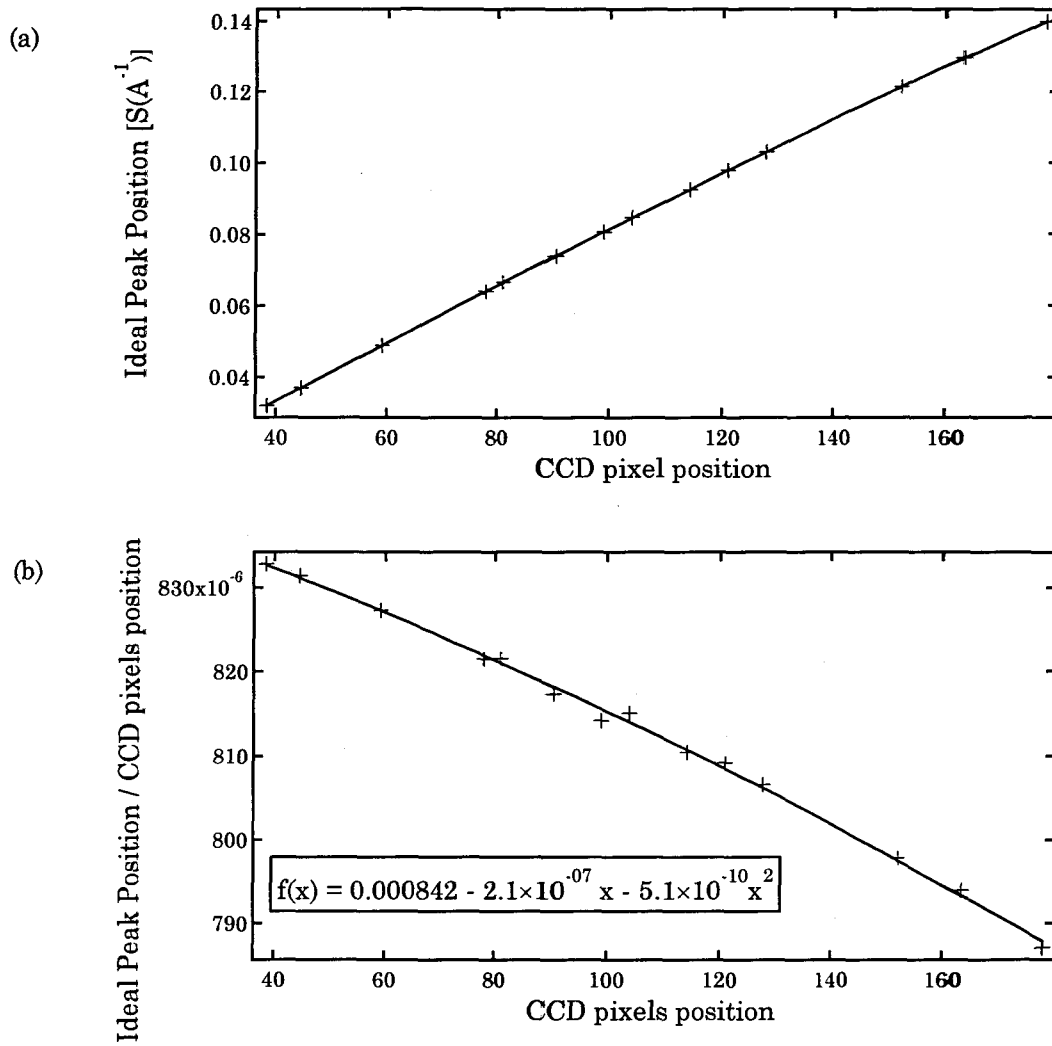 (a)
Ideal Peak Position [S(A⁻¹)]
0.14
0.12
0.10
0.08
0.06
0.04
40 60 80 100 120 140 160
CCD pixel position
(b)
Ideal Peak Position / CCD pixels position
830x10⁻⁶
820
810
800
790
f(x) = 0.000842 - 2.1×10⁻⁰⁷ x - 5.1×10⁻¹⁰ x²
40 60 80 100 120 140 160
CCD pixels position